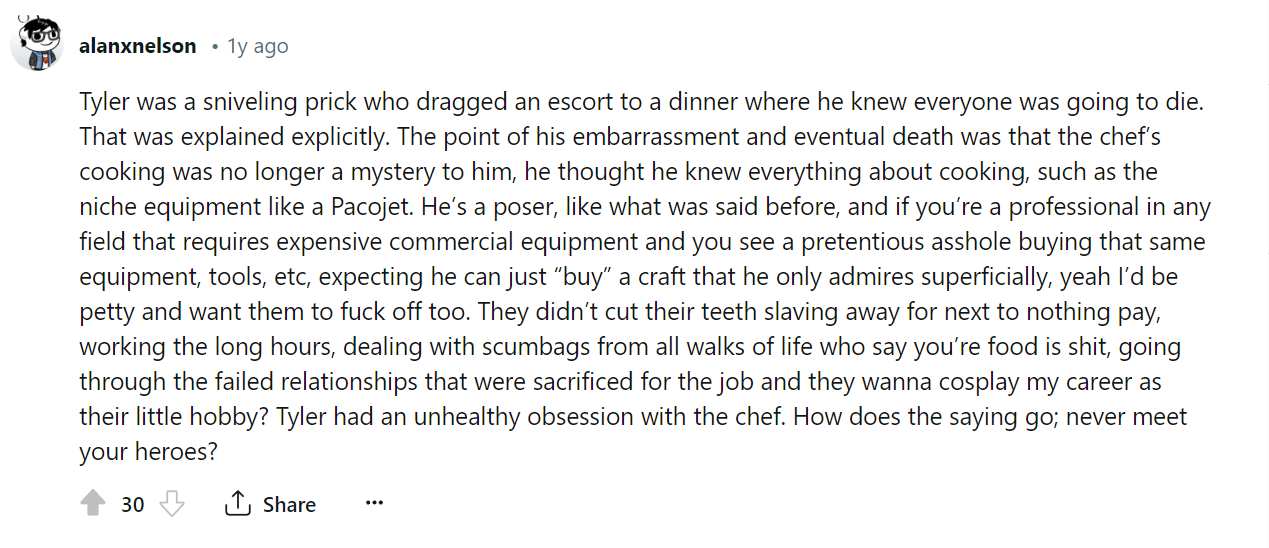 alanxnelson • 1y ago
Tyler was a sniveling prick who dragged an escort to a dinner where he knew everyone was going to die.
That was explained explicitly. The point of his embarrassment and eventual death was that the chef’s
cooking was no longer a mystery to him, he thought he knew everything about cooking, such as the
niche equipment like a Pacojet. He’s a poser, like what was said before, and if you’re a professional in any
field that requires expensive commercial equipment and you see a pretentious asshole buying that same
equipment, tools, etc, expecting he can just “buy” a craft that he only admires superficially, yeah I’d be
petty and want them to fuck off too. They didn’t cut their teeth slaving away for next to nothing pay,
working the long hours, dealing with scumbags from all walks of life who say you’re food is shit, going
through the failed relationships that were sacrificed for the job and they wanna cosplay my career as
their little hobby? Tyler had an unhealthy obsession with the chef. How does the saying go; never meet
your heroes?
30 Share ···